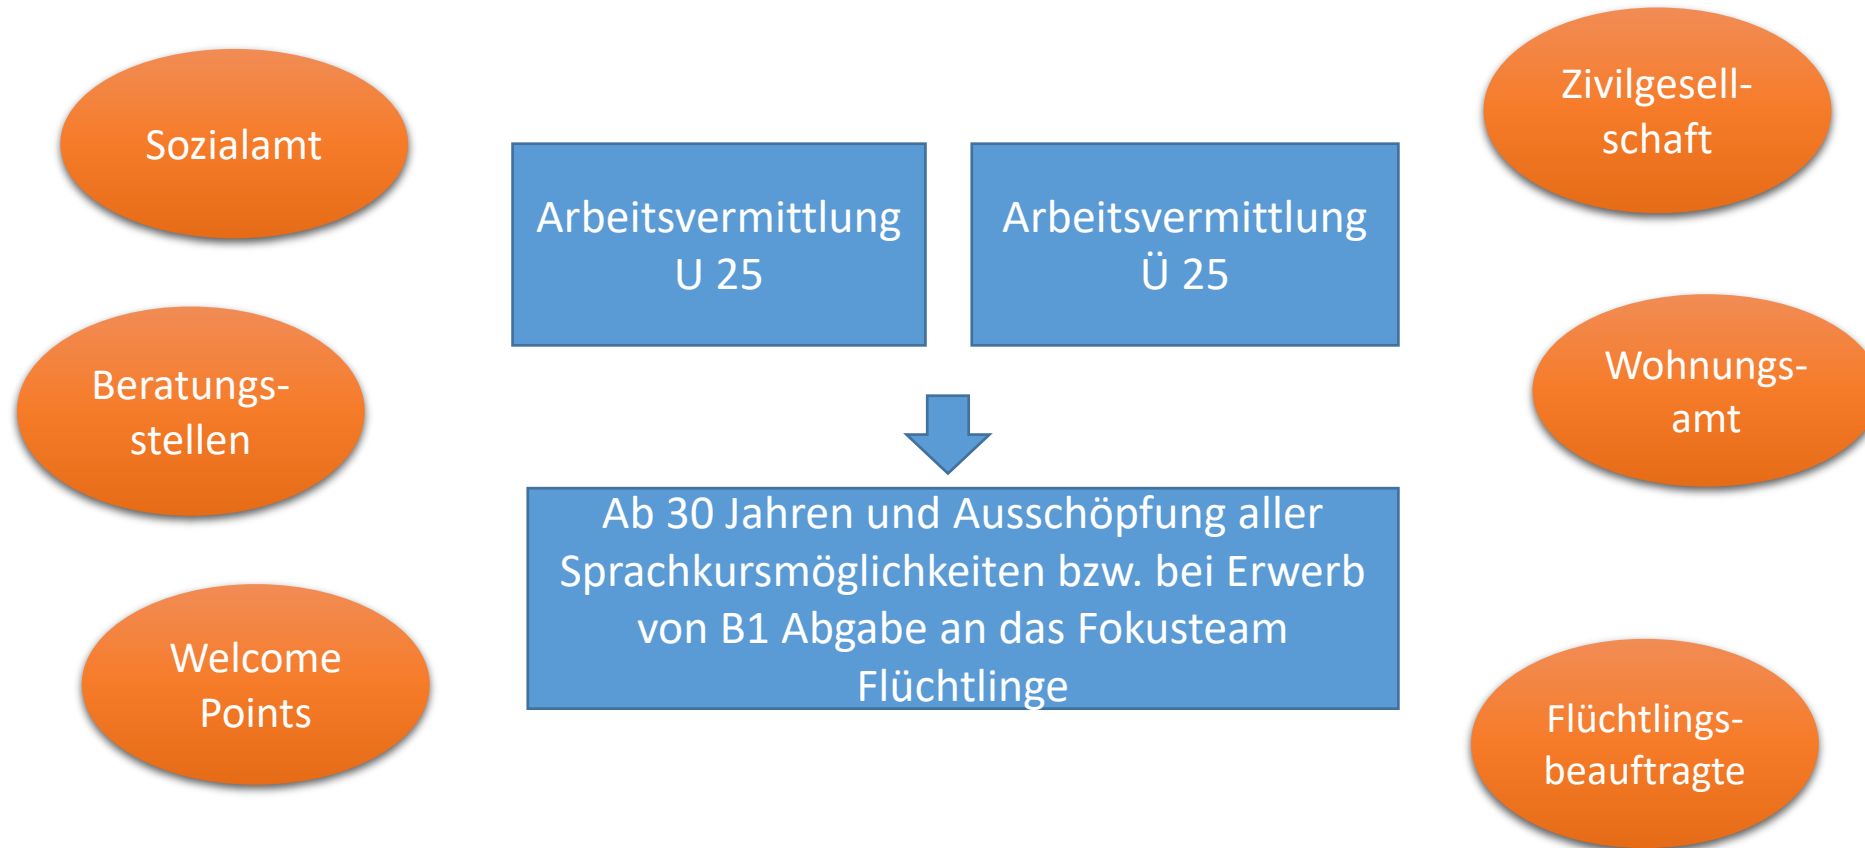 Sozialamt
Beratungs-
stellen
Welcome
Points
Arbeitsvermittlung
U 25
Arbeitsvermittlung
Ü 25
Ab 30 Jahren und Ausschöpfung aller
Sprachkursmöglichkeiten bzw. bei Erwerb
von B1 Abgabe an das Fokusteam
Flüchtlinge
Zivilgesell-
schaft
Wohnungs-
amt
Flüchtlings-
beauftragte